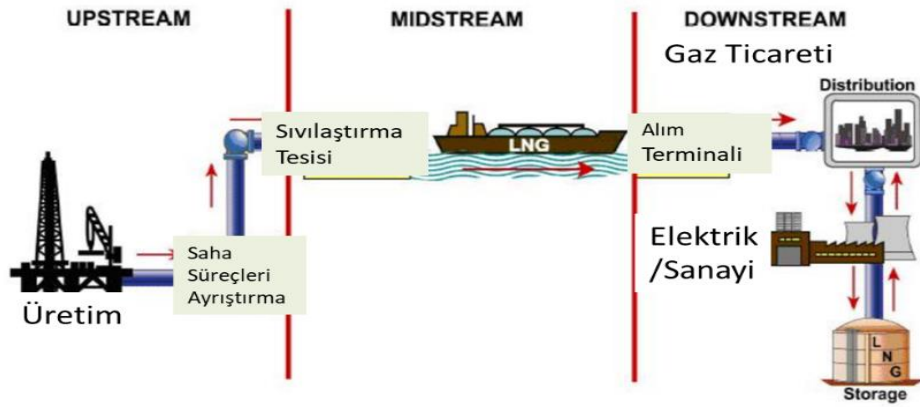 UPSTREAM
MIDSTREAM
DOWNSTREAM
Gaz Ticareti
Distribution
Sıvılaştırma
Tesisi
LNG
Alım
Terminali
Saha
Süreçleri
Ayrıştırma
Üretim
Elektrik
/Sanayi
L
N
G
Storage